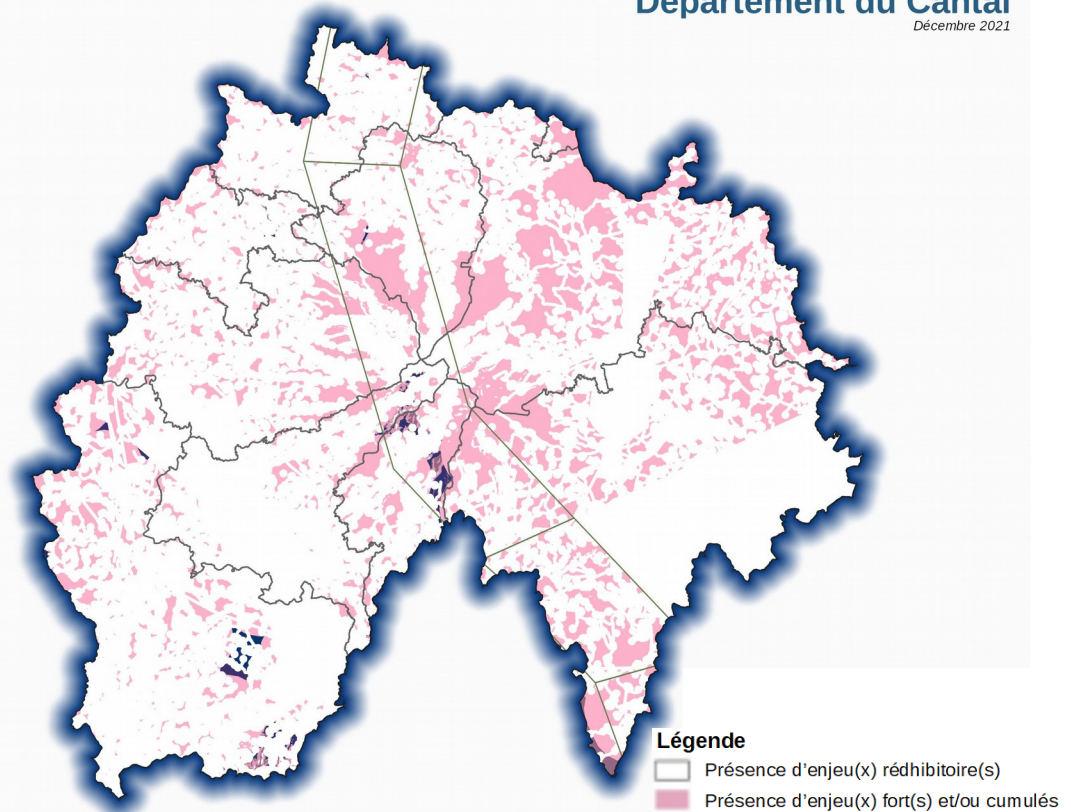 Département du Cantal
Décembre 2021
Légende
Présence d'enjeu(x) rédhibitoire(s)
Présence d'enjeu(x) fort(s) et/ou cumulés